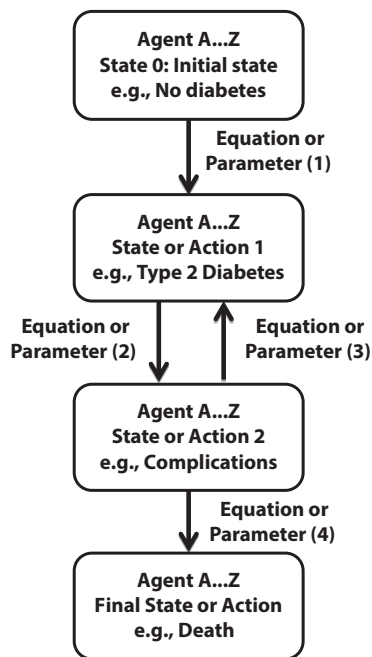 Agent A...Z
State 0: Initial state
e.g., No diabetes
Equation or
Parameter (1)
Agent A...Z
State or Action 1
e.g., Type 2 Diabetes
Equation or
Parameter (2)
Equation or
Parameter (3)
Agent A...Z
State or Action 2
e.g., Complications
Equation or
Parameter (4)
Agent A...Z
Final State or Action
e.g., Death